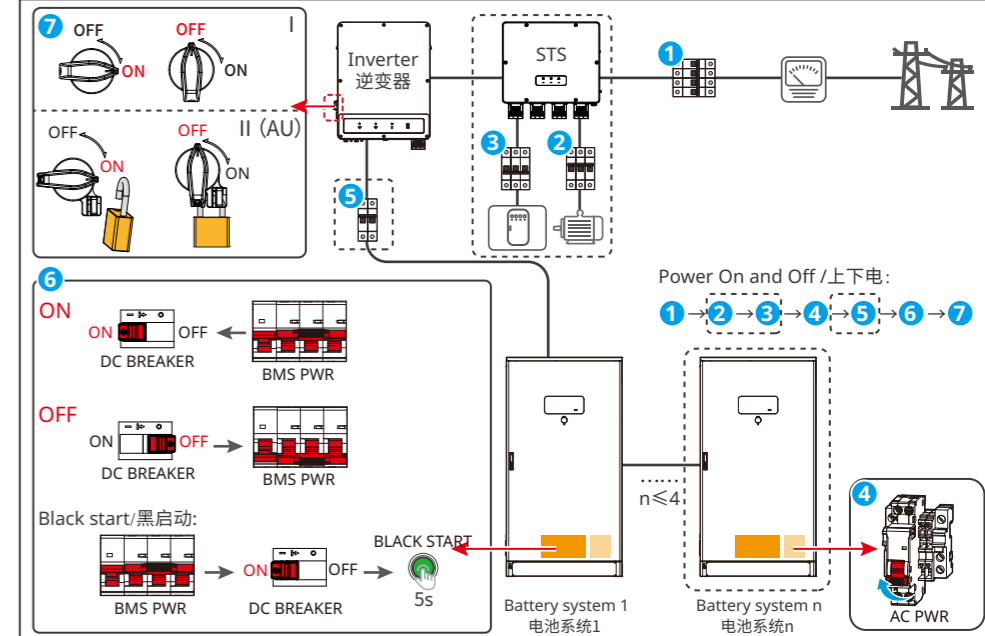 7
OFF
ON
OFF
ON
I
II (AU)
OFF
ON
OFF
ON
Inverter
逆变器
STS
1
3
2
5
Power On and Off /上下电:
1→2→3→4→5→6→7
6
ON
ON
OFF
DC BREAKER
BMS PWR
OFF
ON
OFF
DC BREAKER
BMS PWR
Black start/黑启动:
BMS PWR
ON
OFF
DC BREAKER
BLACK START
5s
Battery system 1
电池系统1
……
n≤4
Battery system n
电池系统n
4
AC PWR